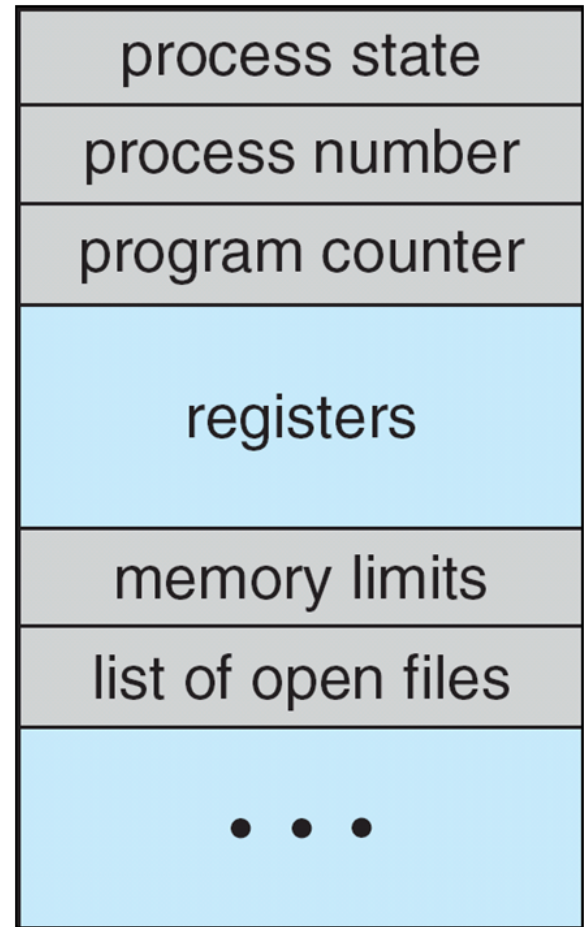 process state
process number
program counter
registers
memory limits
list of open files
• • •